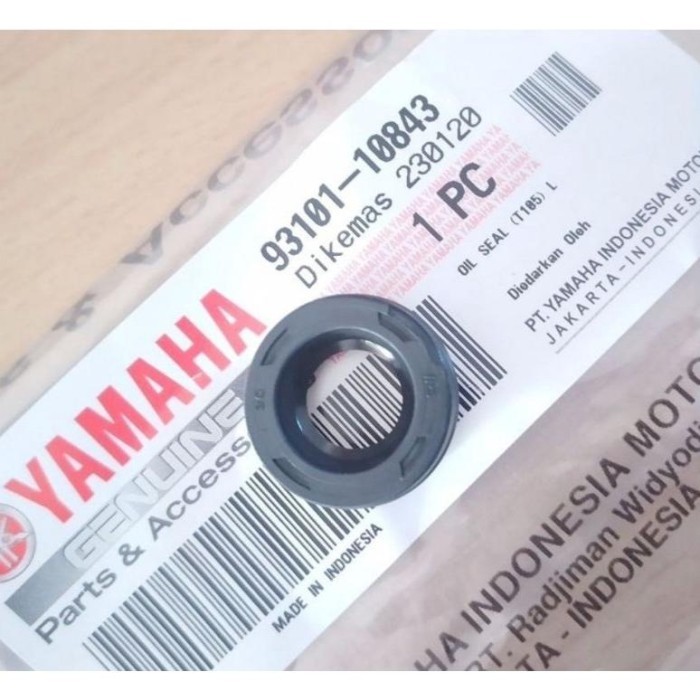 YAMAHA
GENUINE
Parts & Access
93101-10843
Dikemas 230120
1 PC
OIL SEAL (T105) L
Diedarkan Oleh
PT.YAMAHA INDONESIA MOTO
JAKARTA-INDONES
MADE IN INDONESIA
HA INDONESIA MOTO
PT. Radjiman Widyod
TA - INDONESIA